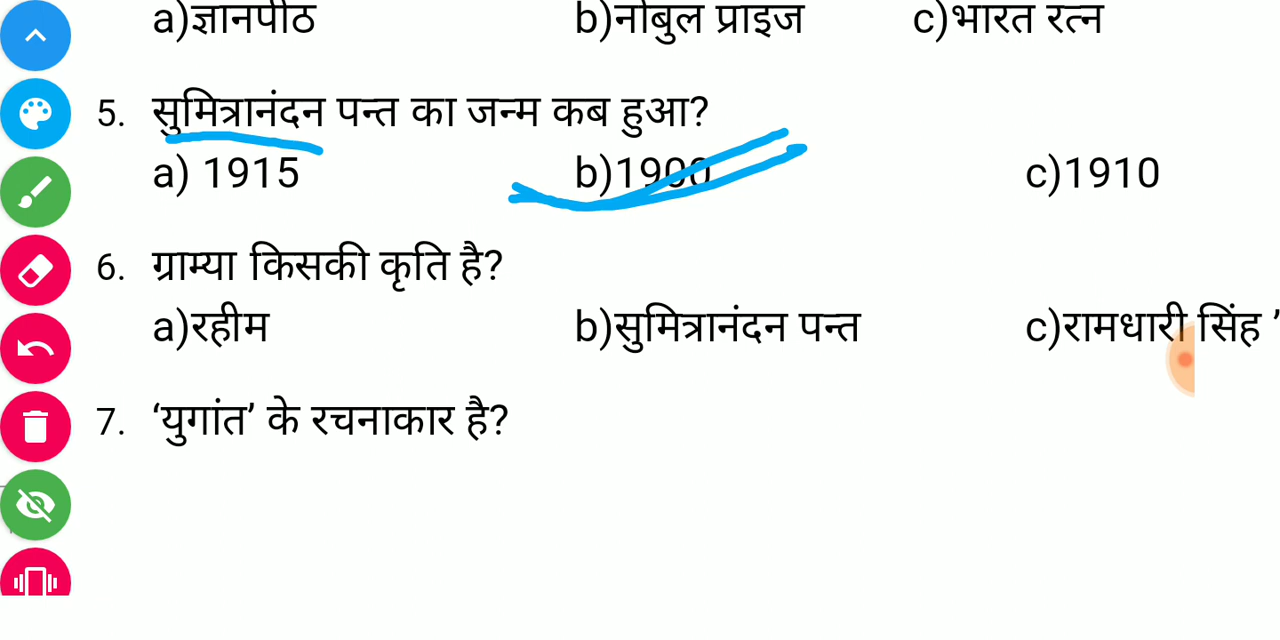 a)ज्ञानपीठ b)नोबुल प्राइज c)भारत रत्न
5. सुमित्रानंदन पन्त का जन्म कब हुआ?
a) 1915 b)1900 c)1910
6. ग्राम्या किसकी कृति है?
a)रहीम b)सुमित्रानंदन पन्त c)रामधारी सिंह ’
7. ‘युगांत’ के रचनाकार है?